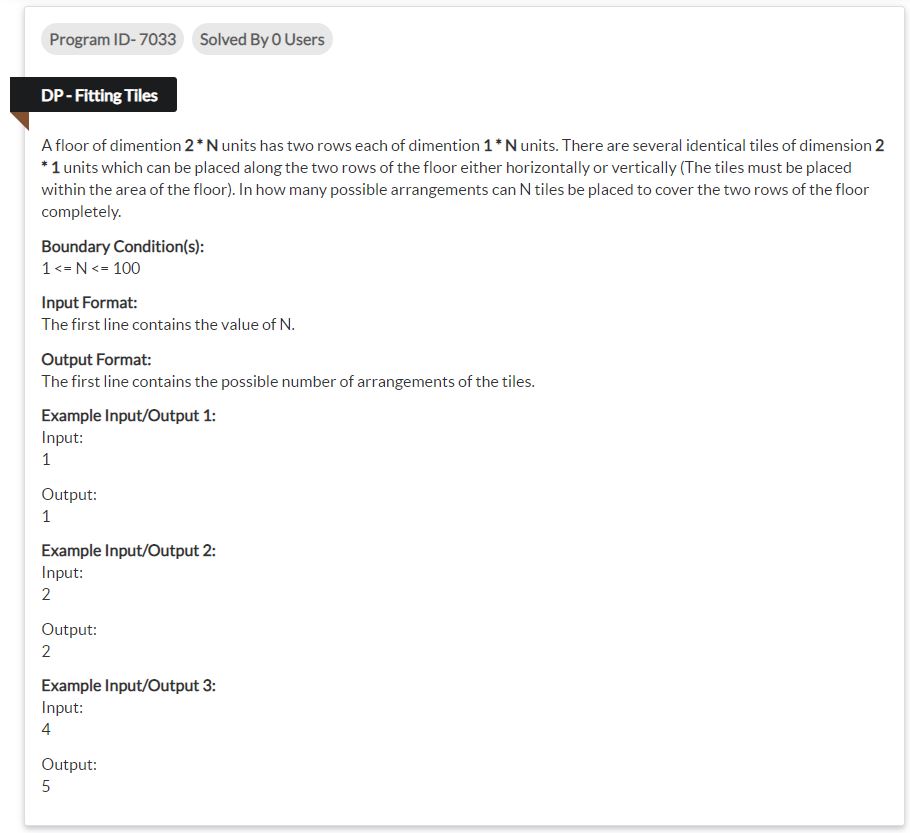 Program ID- 7033
Solved By 0 Users
DP - Fitting Tiles
A floor of dimention 2 * N units has two rows each of dimention 1 * N units. There are several identical tiles of dimension 2
* 1 units which can be placed along the two rows of the floor either horizontally or vertically (The tiles must be placed
within the area of the floor). In how many possible arrangements can N tiles be placed to cover the two rows of the floor
completely.
Boundary Condition(s):
1 <= N <= 100
Input Format:
The first line contains the value of N.
Output Format:
The first line contains the possible number of arrangements of the tiles.
Example Input/Output 1:
Input:
1
Output:
1
Example Input/Output 2:
Input:
2
Output:
2
Example Input/Output 3:
Input:
4
Output:
5